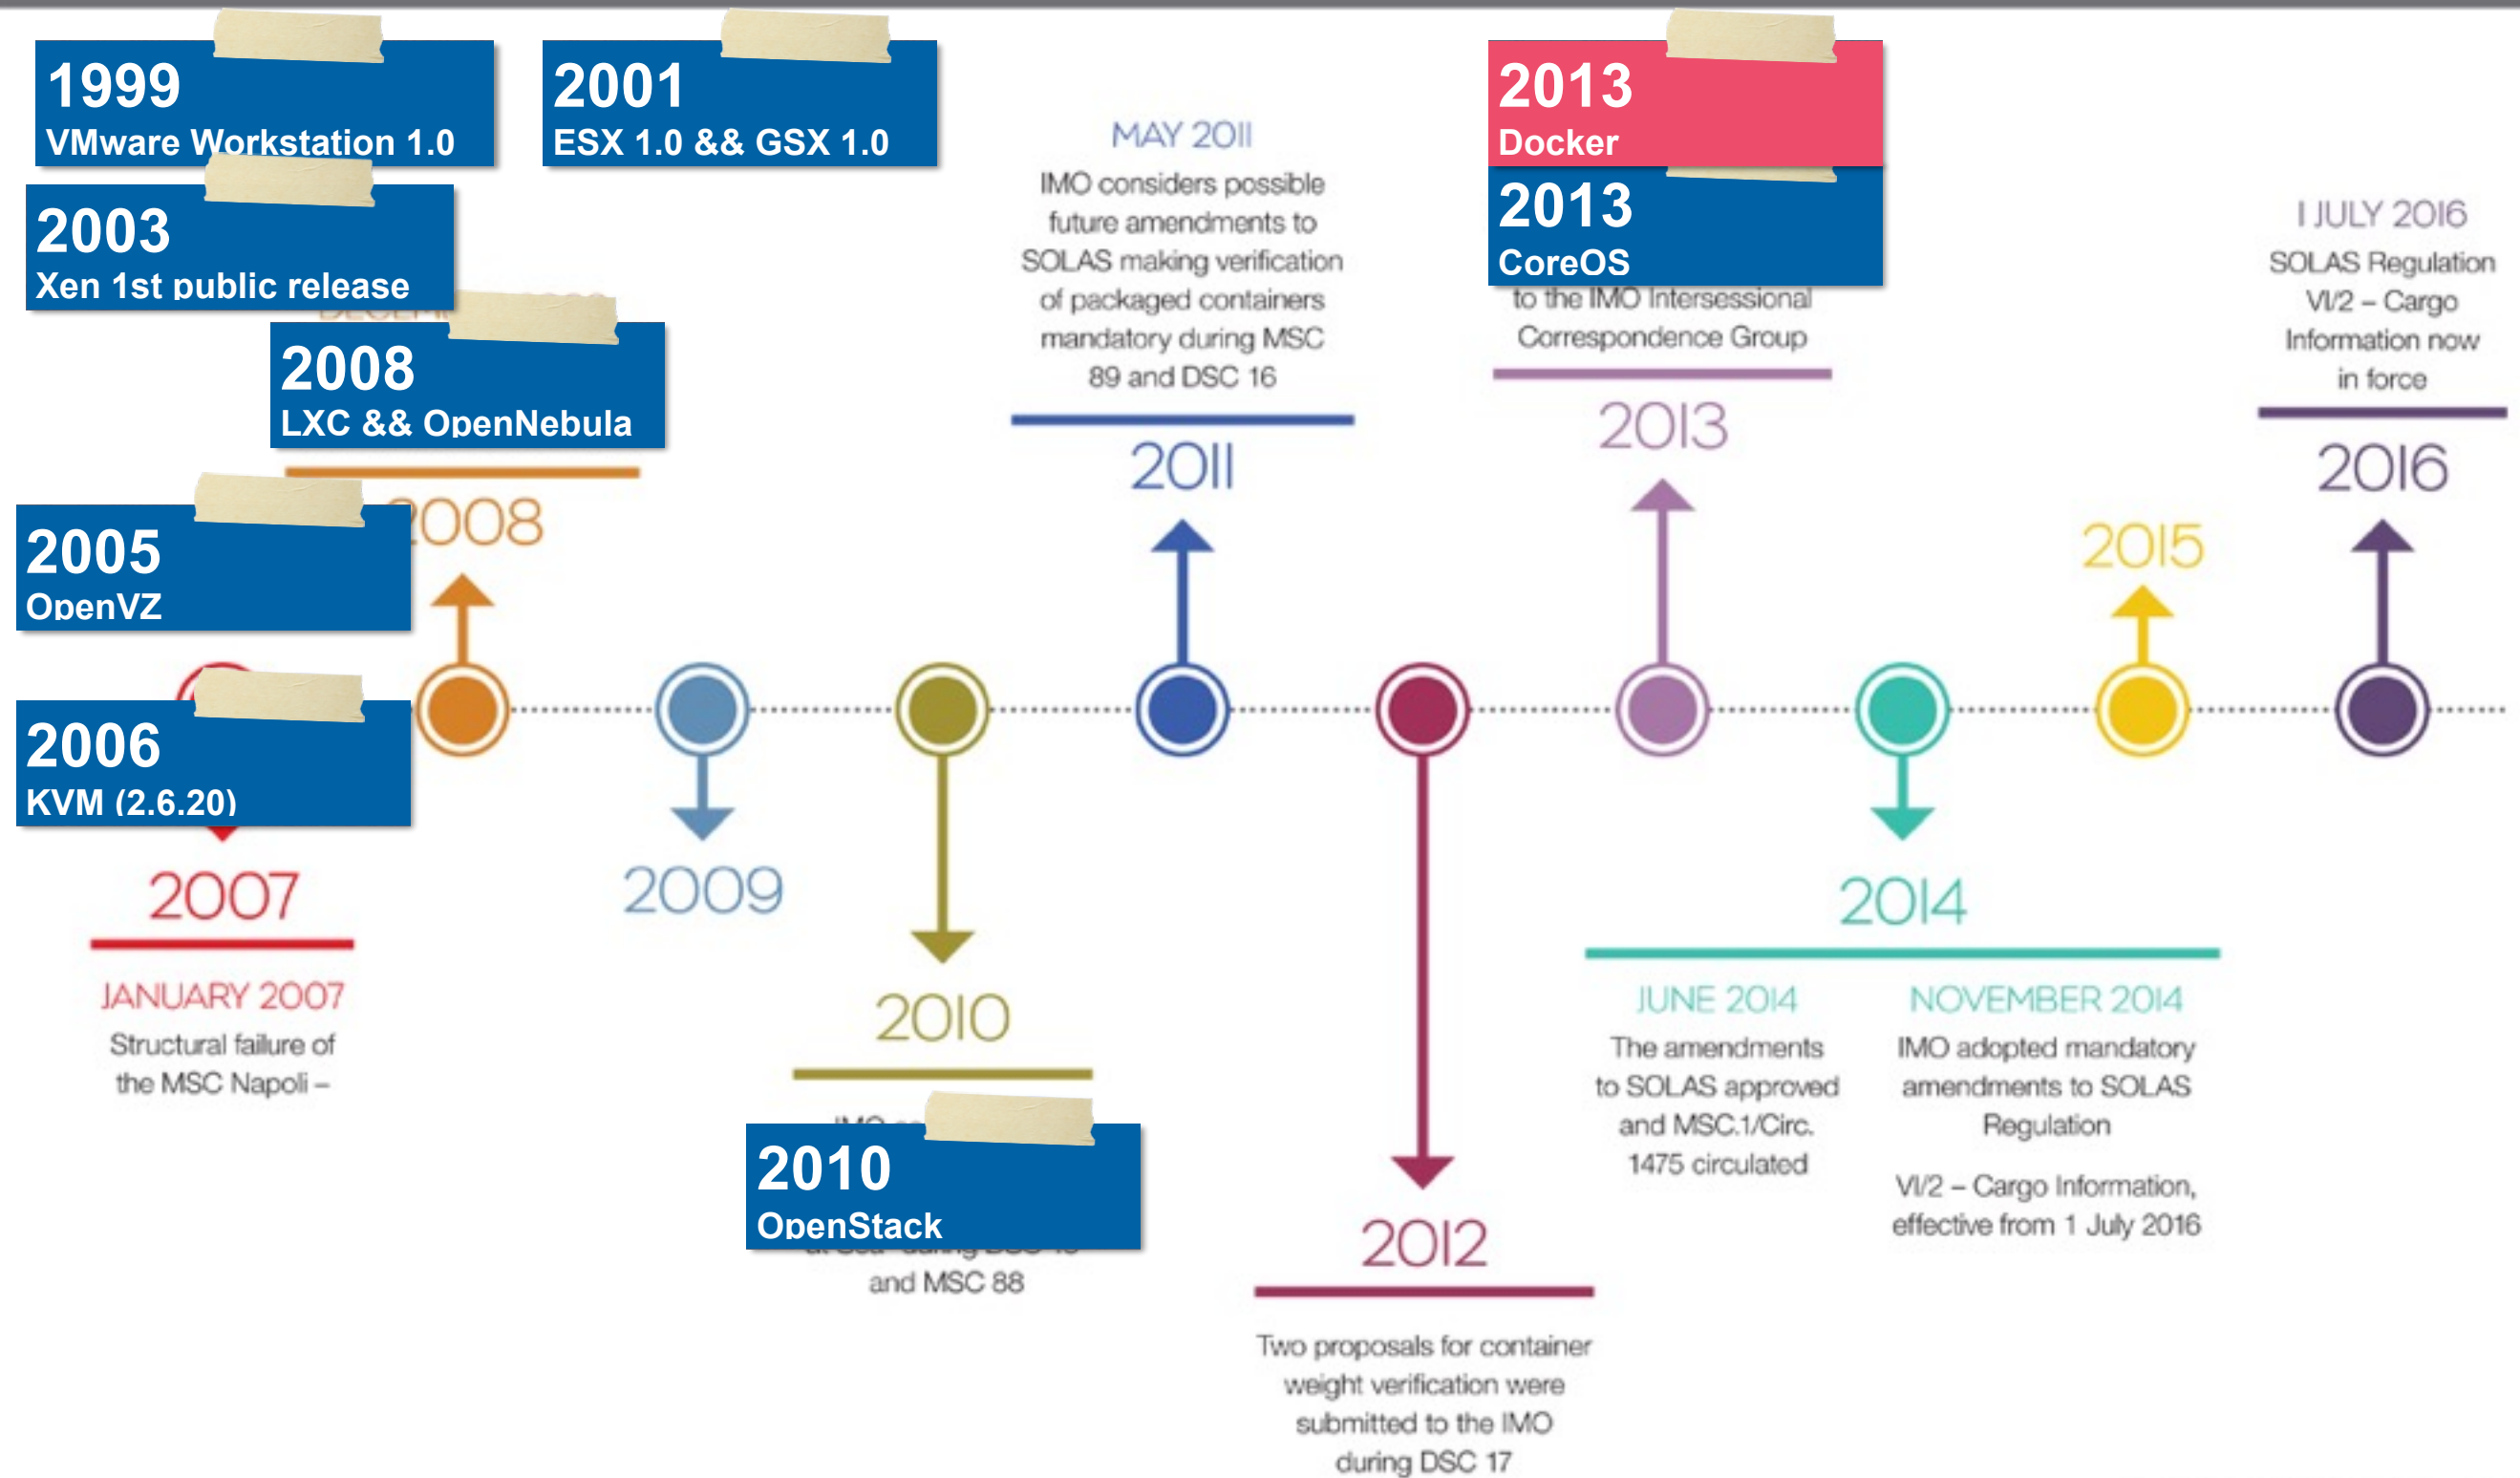 1999
VMware Workstation 1.0
2001
ESX 1.0 && GSX 1.0
2003
Xen 1st public release
2008
LXC && OpenNebula
2008
2005
OpenVZ
2006
KVM (2.6.20)
2007
JANUARY 2007
Structural failure of
the MSC Napoli –
2009
2010
2010
OpenStack
and MSC 88
MAY 2011
IMO considers possible
future amendments to
SOLAS making verification
of packaged containers
mandatory during MSC
89 and DSC 16
2011
2012
Two proposals for container
weight verification were
submitted to the IMO
during DSC 17
2013
Docker
2013
CoreOS
to the IMO Intersessional
Correspondence Group
2013
2014
JUNE 2014
The amendments
to SOLAS approved
and MSC.1/Circ.
1475 circulated
NOVEMBER 2014
IMO adopted mandatory
amendments to SOLAS
Regulation
VI/2 – Cargo Information,
effective from 1 July 2016
2015
1 JULY 2016
SOLAS Regulation
VI/2 – Cargo
Information now
in force
2016